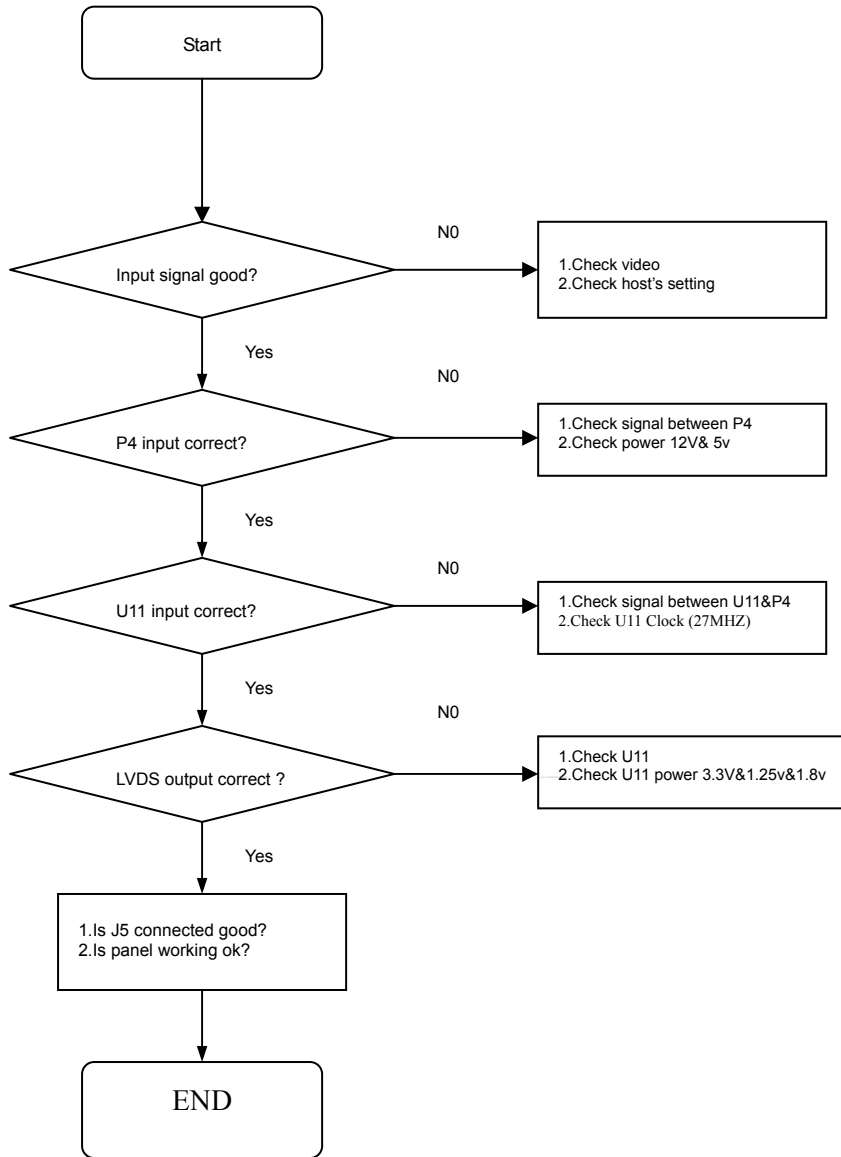 Start
Input signal good?
N0
1.Check video
2.Check host’s setting
Yes
P4 input correct?
N0
1.Check signal between P4
2.Check power 12V& 5v
Yes
U11 input correct?
N0
1.Check signal between U11&P4
2.Check U11 Clock (27MHZ)
Yes
LVDS output correct ?
N0
1.Check U11
2.Check U11 power 3.3V&1.25v&1.8v
Yes
1.Is J5 connected good?
2.Is panel working ok?
END